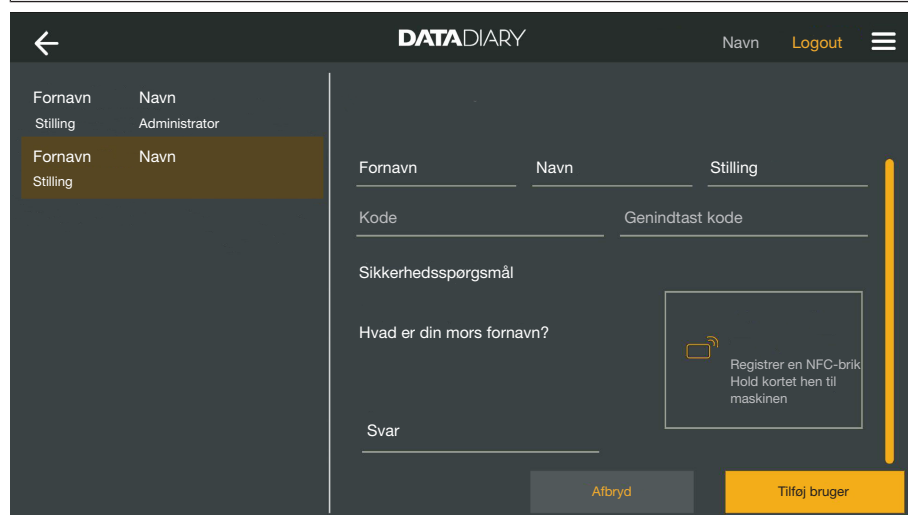 DATADIARY
Navn Logout
Fornavn Navn
Stilling Administrator
Fornavn Navn
Stilling
Fornavn Navn Stilling
Kode Genindtast kode
Sikkerhedsspørgsmål
Hvad er din mors fornavn?
Registrer en NFC-brik
Hold kortet hen til
maskinen
Svar
Afbryd Tilføj bruger